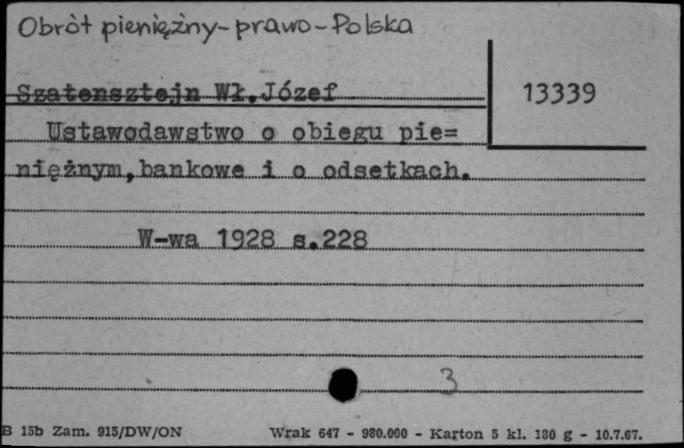 Obrót pieniężny-prawo-Polska
Szatensztejn Wł.Józef
13339
Ustawodawstwo o obiegu pie=
niężnym,bankowe i o odsetkach.
W-wa 1928 s.228
3
B 15b Zam. 915/DW/ON
Wrak 647 - 980.000 - Karton 5 kl. 180 g - 10.7.67.